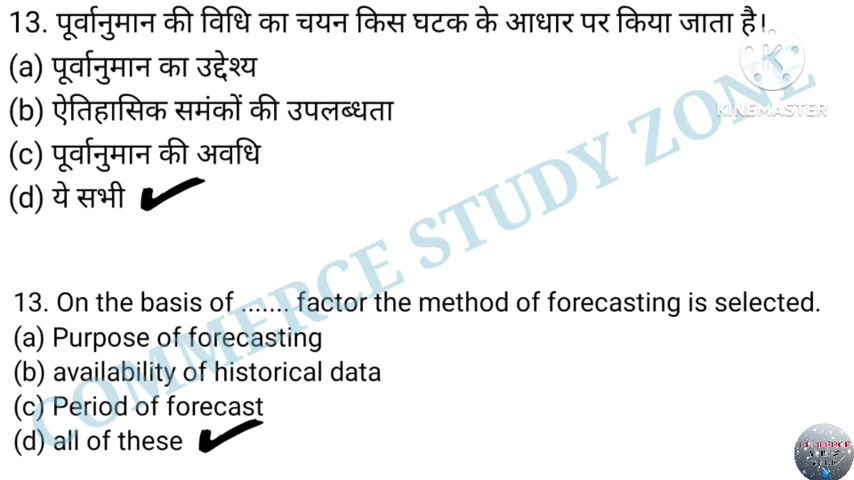 13. पूर्वानुमान की विधि का चयन किस घटक के आधार पर किया जाता है।
(a) पूर्वानुमान का उद्देश्य
(b) ऐतिहासिक समंकों की उपलब्धता
(c) पूर्वानुमान की अवधि
(d) ये सभी
K
KINEMASTER
COMMERCE STUDY ZONE
13. On the basis of ....... factor the method of forecasting is selected.
(a) Purpose of forecasting
(b) availability of historical data
(c) Period of forecast
(d) all of these